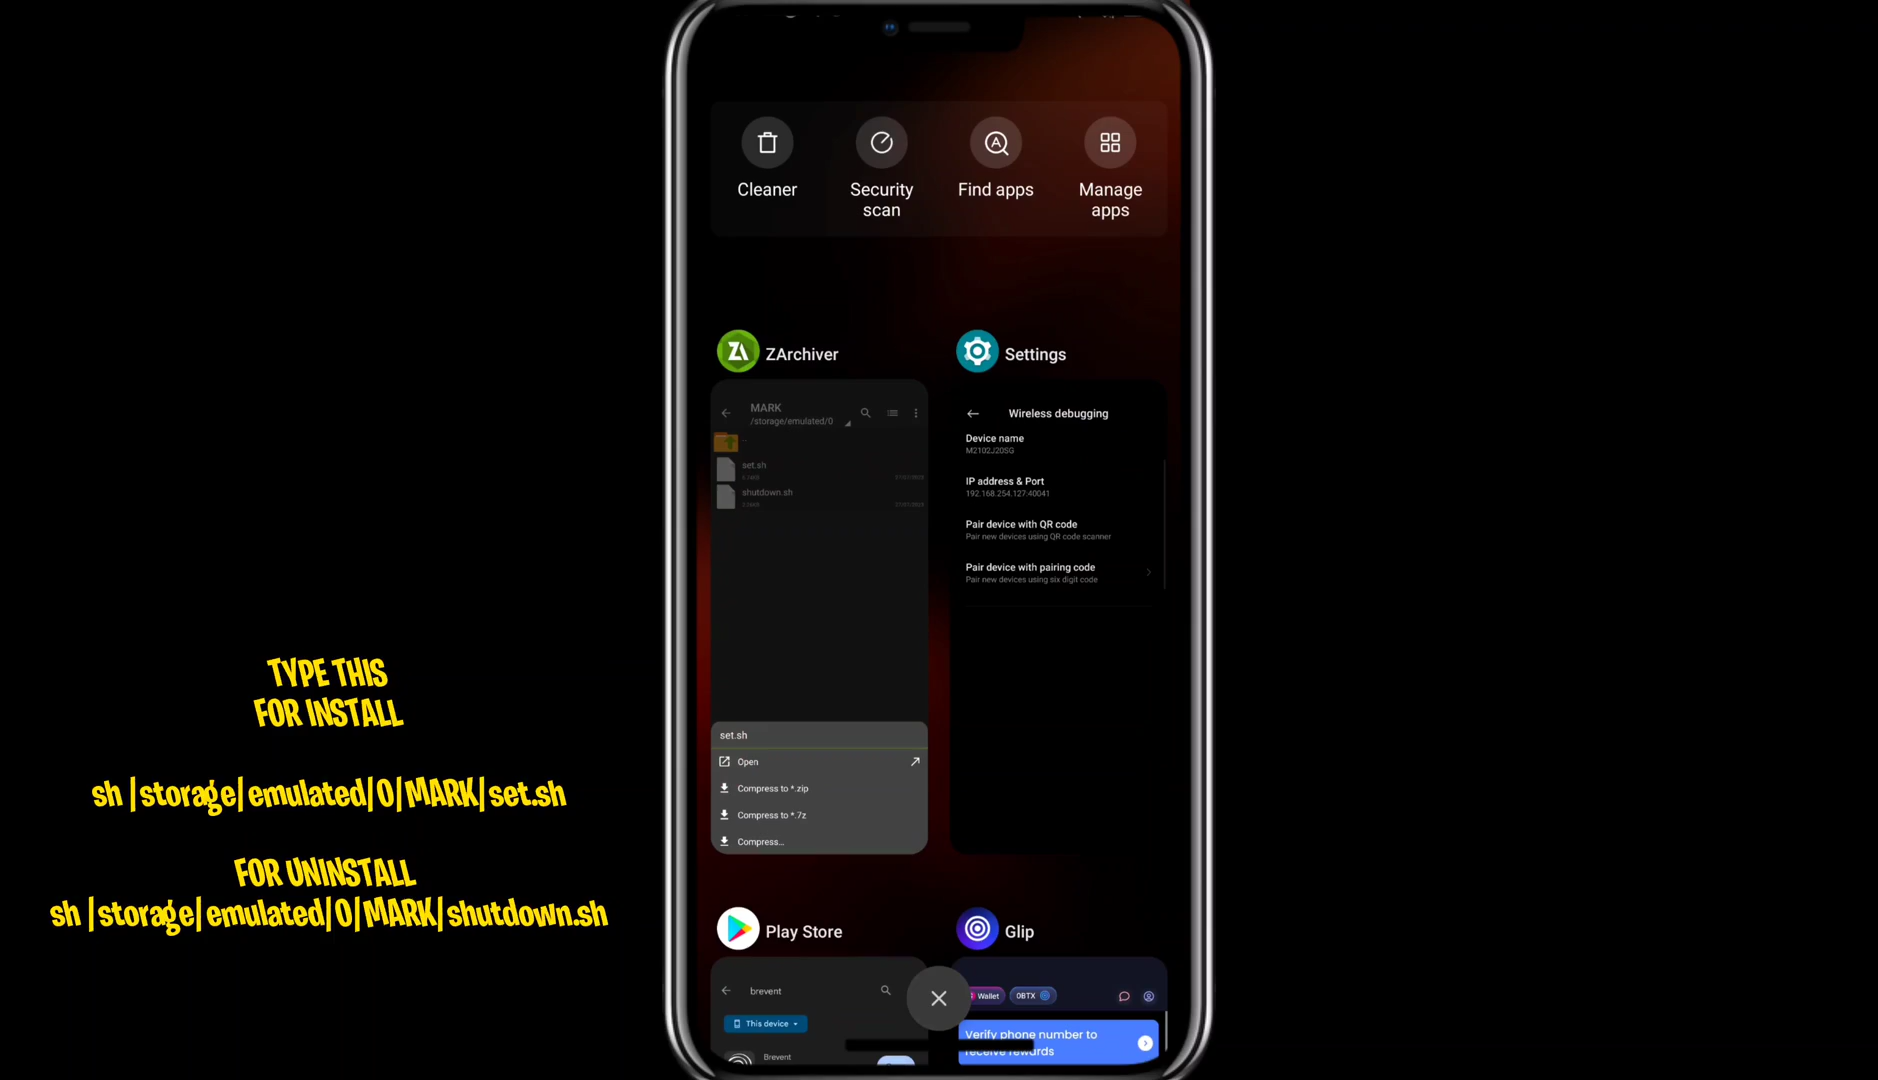 Cleaner
Security
scan
Find apps
Manage
apps
ZArchiver
Settings
MARK
/storage/emulated/0
..
set.sh
shutdown.sh
Wireless debugging
Device name
M2102J20SG
IP address & Port
192.168.254.127:40041
Pair device with QR code
Pair new devices using QR code scanner
Pair device with pairing code
Pair new devices using six digit code
set.sh
Open
Compress to *.zip
Compress to *.7z
Compress...
TYPE THIS
FOR INSTALL
sh |storage|emulated|0|MARK|set.sh
FOR UNINSTALL
sh |storage|emulated|0|MARK|shutdown.sh
Play Store
Glip
brevent
This device
Brevent
Wallet
0BTX
Verify phone number to
receive rewards